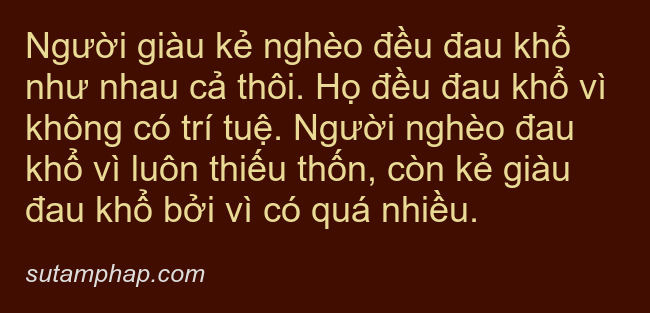 Người giàu kẻ nghèo đều đau khổ
như nhau cả thôi. Họ đều đau khổ vì
không có trí tuệ. Người nghèo đau
khổ vì luôn thiếu thốn, còn kẻ giàu
đau khổ bởi vì có quá nhiều.
sutamphap.com